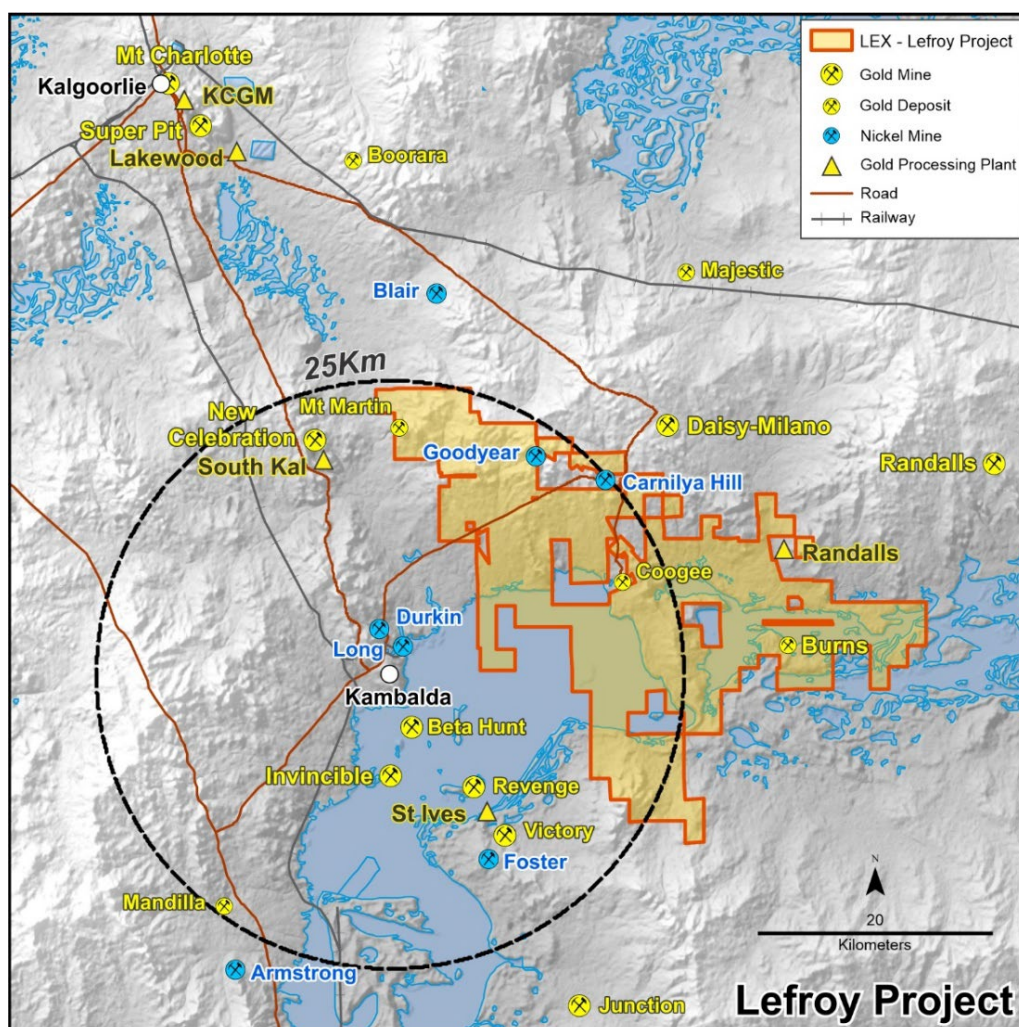 Mt Charlotte
Kalgoorlie
KCGM
Super Pit
Lakewood
Boorara
LEX - Lefroy Project
Gold Mine
Gold Deposit
Nickel Mine
Gold Processing Plant
Road
Railway
Majestic
Blair
25Km
New
Celebration
Mt Martin
South Kal
Goodyear
Daisy-Milano
Carnilya Hill
Randalls
Randalls
Coogee
Durkin
Long
Burns
Kambalda
Beta Hunt
Invincible
Revenge
St Ives
Victory
Foster
Mandilla
Armstrong
Junction
N
20
Kilometers
Lefroy Project